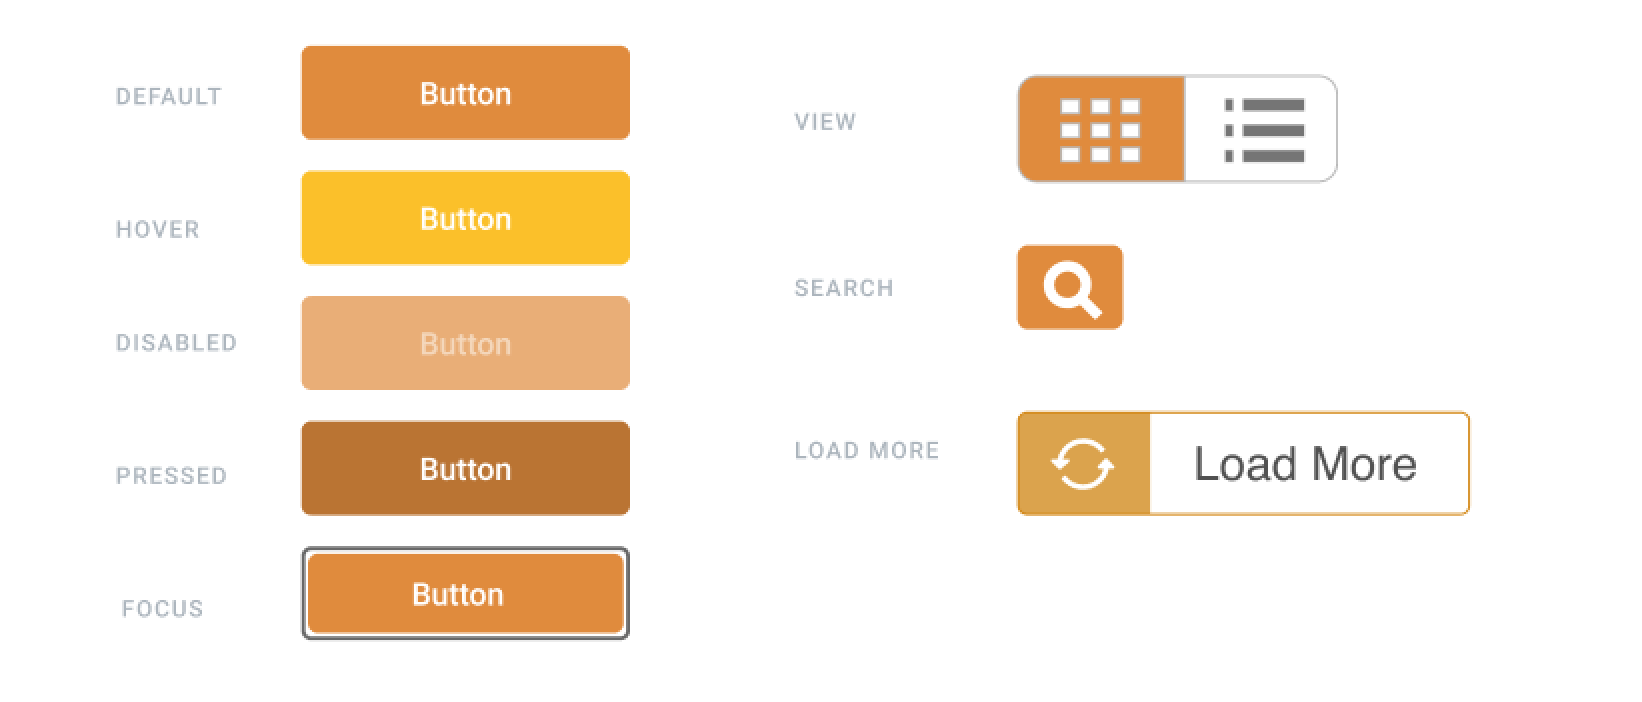 DEFAULT
Button
HOVER
Button
DISABLED
Button
PRESSED
Button
FOCUS
Button
VIEW
SEARCH
LOAD MORE
Load More